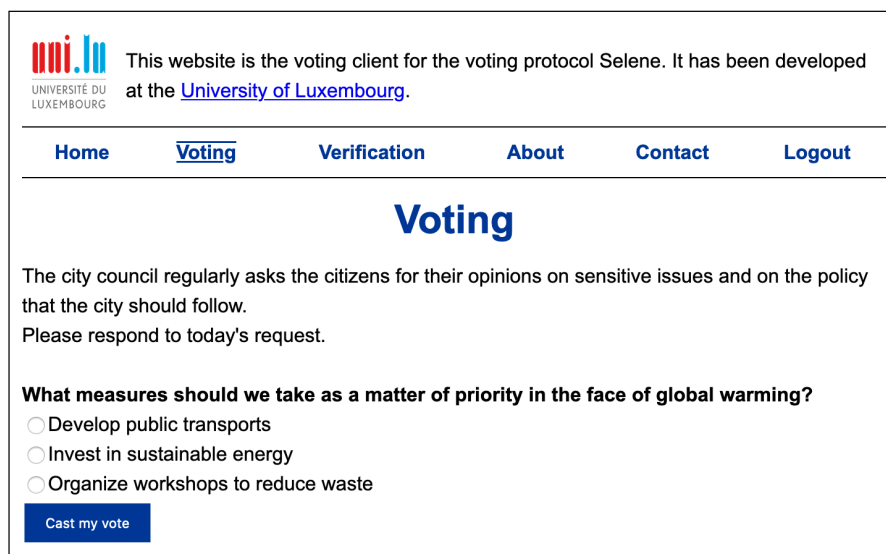 uni.lu
UNIVERSITÉ DU
LUXEMBOURG
This website is the voting client for the voting protocol Selene. It has been developed
at the University of Luxembourg.
Home Voting Verification About Contact Logout
Voting
The city council regularly asks the citizens for their opinions on sensitive issues and on the policy
that the city should follow.
Please respond to today's request.
What measures should we take as a matter of priority in the face of global warming?
Develop public transports
Invest in sustainable energy
Organize workshops to reduce waste
Cast my vote